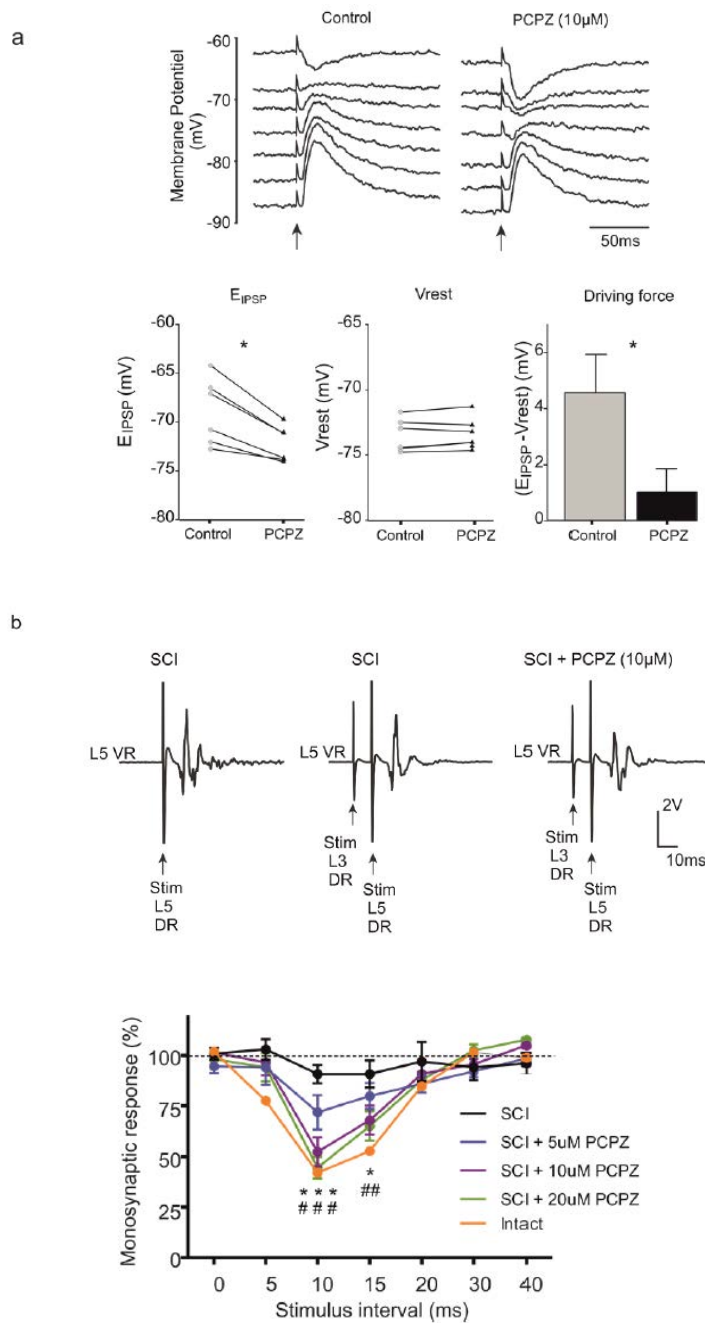 a
Control
PCPZ (10µM)
Membrane Potentiel
(mV)
-60
-70
-80
-90
50ms
E_IPSP
Vrest
Driving force
E_IPSP (mV)
-60
-65
-70
-75
-80
*
Control
PCPZ
Vrest (mV)
-65
-70
-75
-80
Control
PCPZ
(E_IPSP-Vrest) (mV)
6
4
2
0
*
Control
PCPZ
b
SCI
SCI
SCI + PCPZ (10µM)
L5 VR
Stim
L5
DR
L5 VR
Stim
L3
DR
Stim
L5
DR
L5 VR
Stim
L3
DR
Stim
L5
DR
2V
10ms
Monosynaptic response (%)
100
75
50
25
0
* * *
# # #
*
##
SCI
SCI + 5uM PCPZ
SCI + 10uM PCPZ
SCI + 20uM PCPZ
Intact
0 5 10 15 20 30 40
Stimulus interval (ms)